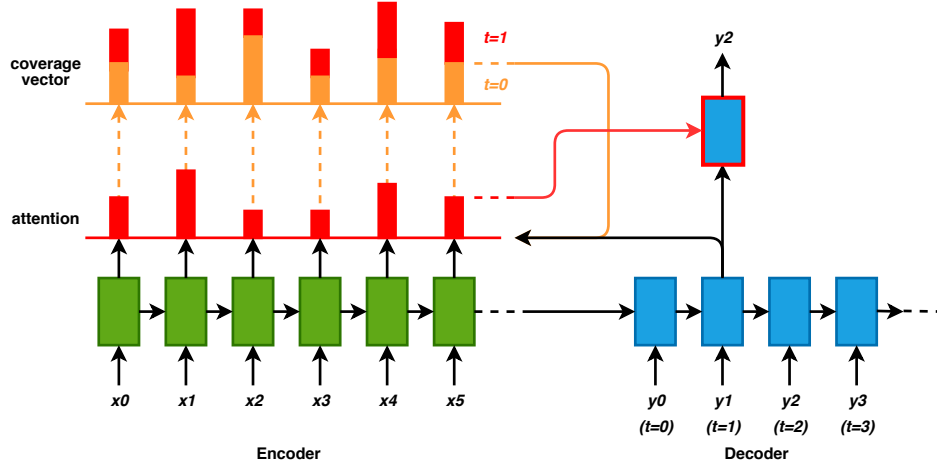 y2
t=1
coverage
vector
t=0
attention
x0 x1 x2 x3 x4 x5 y0 y1 y2 y3
(t=0) (t=1) (t=2) (t=3)
Encoder Decoder